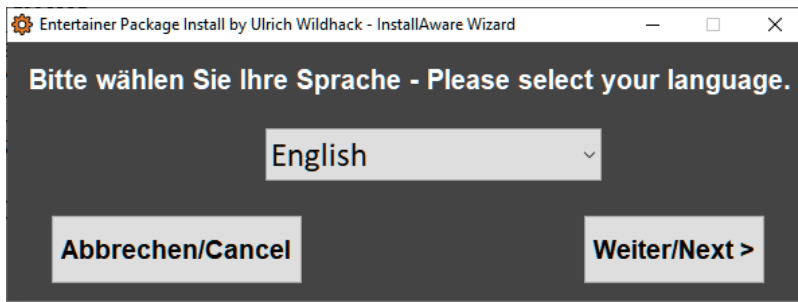 Entertainer Package Install by Ulrich Wildhack - InstallAware Wizard
Bitte wählen Sie Ihre Sprache - Please select your language.
English
Abbrechen/Cancel
Weiter/Next >